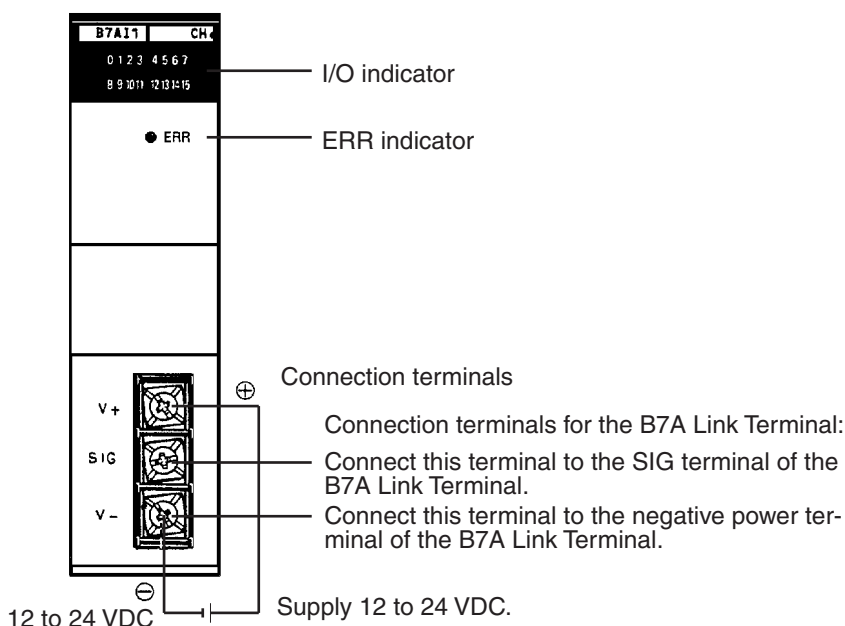 B7AI1 CH
0 1 2 3 4 5 6 7
8 9 10 11 12 13 14 15
I/O indicator
ERR
ERR indicator
Connection terminals
⊕
V+
Connection terminals for the B7A Link Terminal:
SIG
Connect this terminal to the SIG terminal of the
B7A Link Terminal.
V–
Connect this terminal to the negative power ter-
minal of the B7A Link Terminal.
⊖
12 to 24 VDC
Supply 12 to 24 VDC.